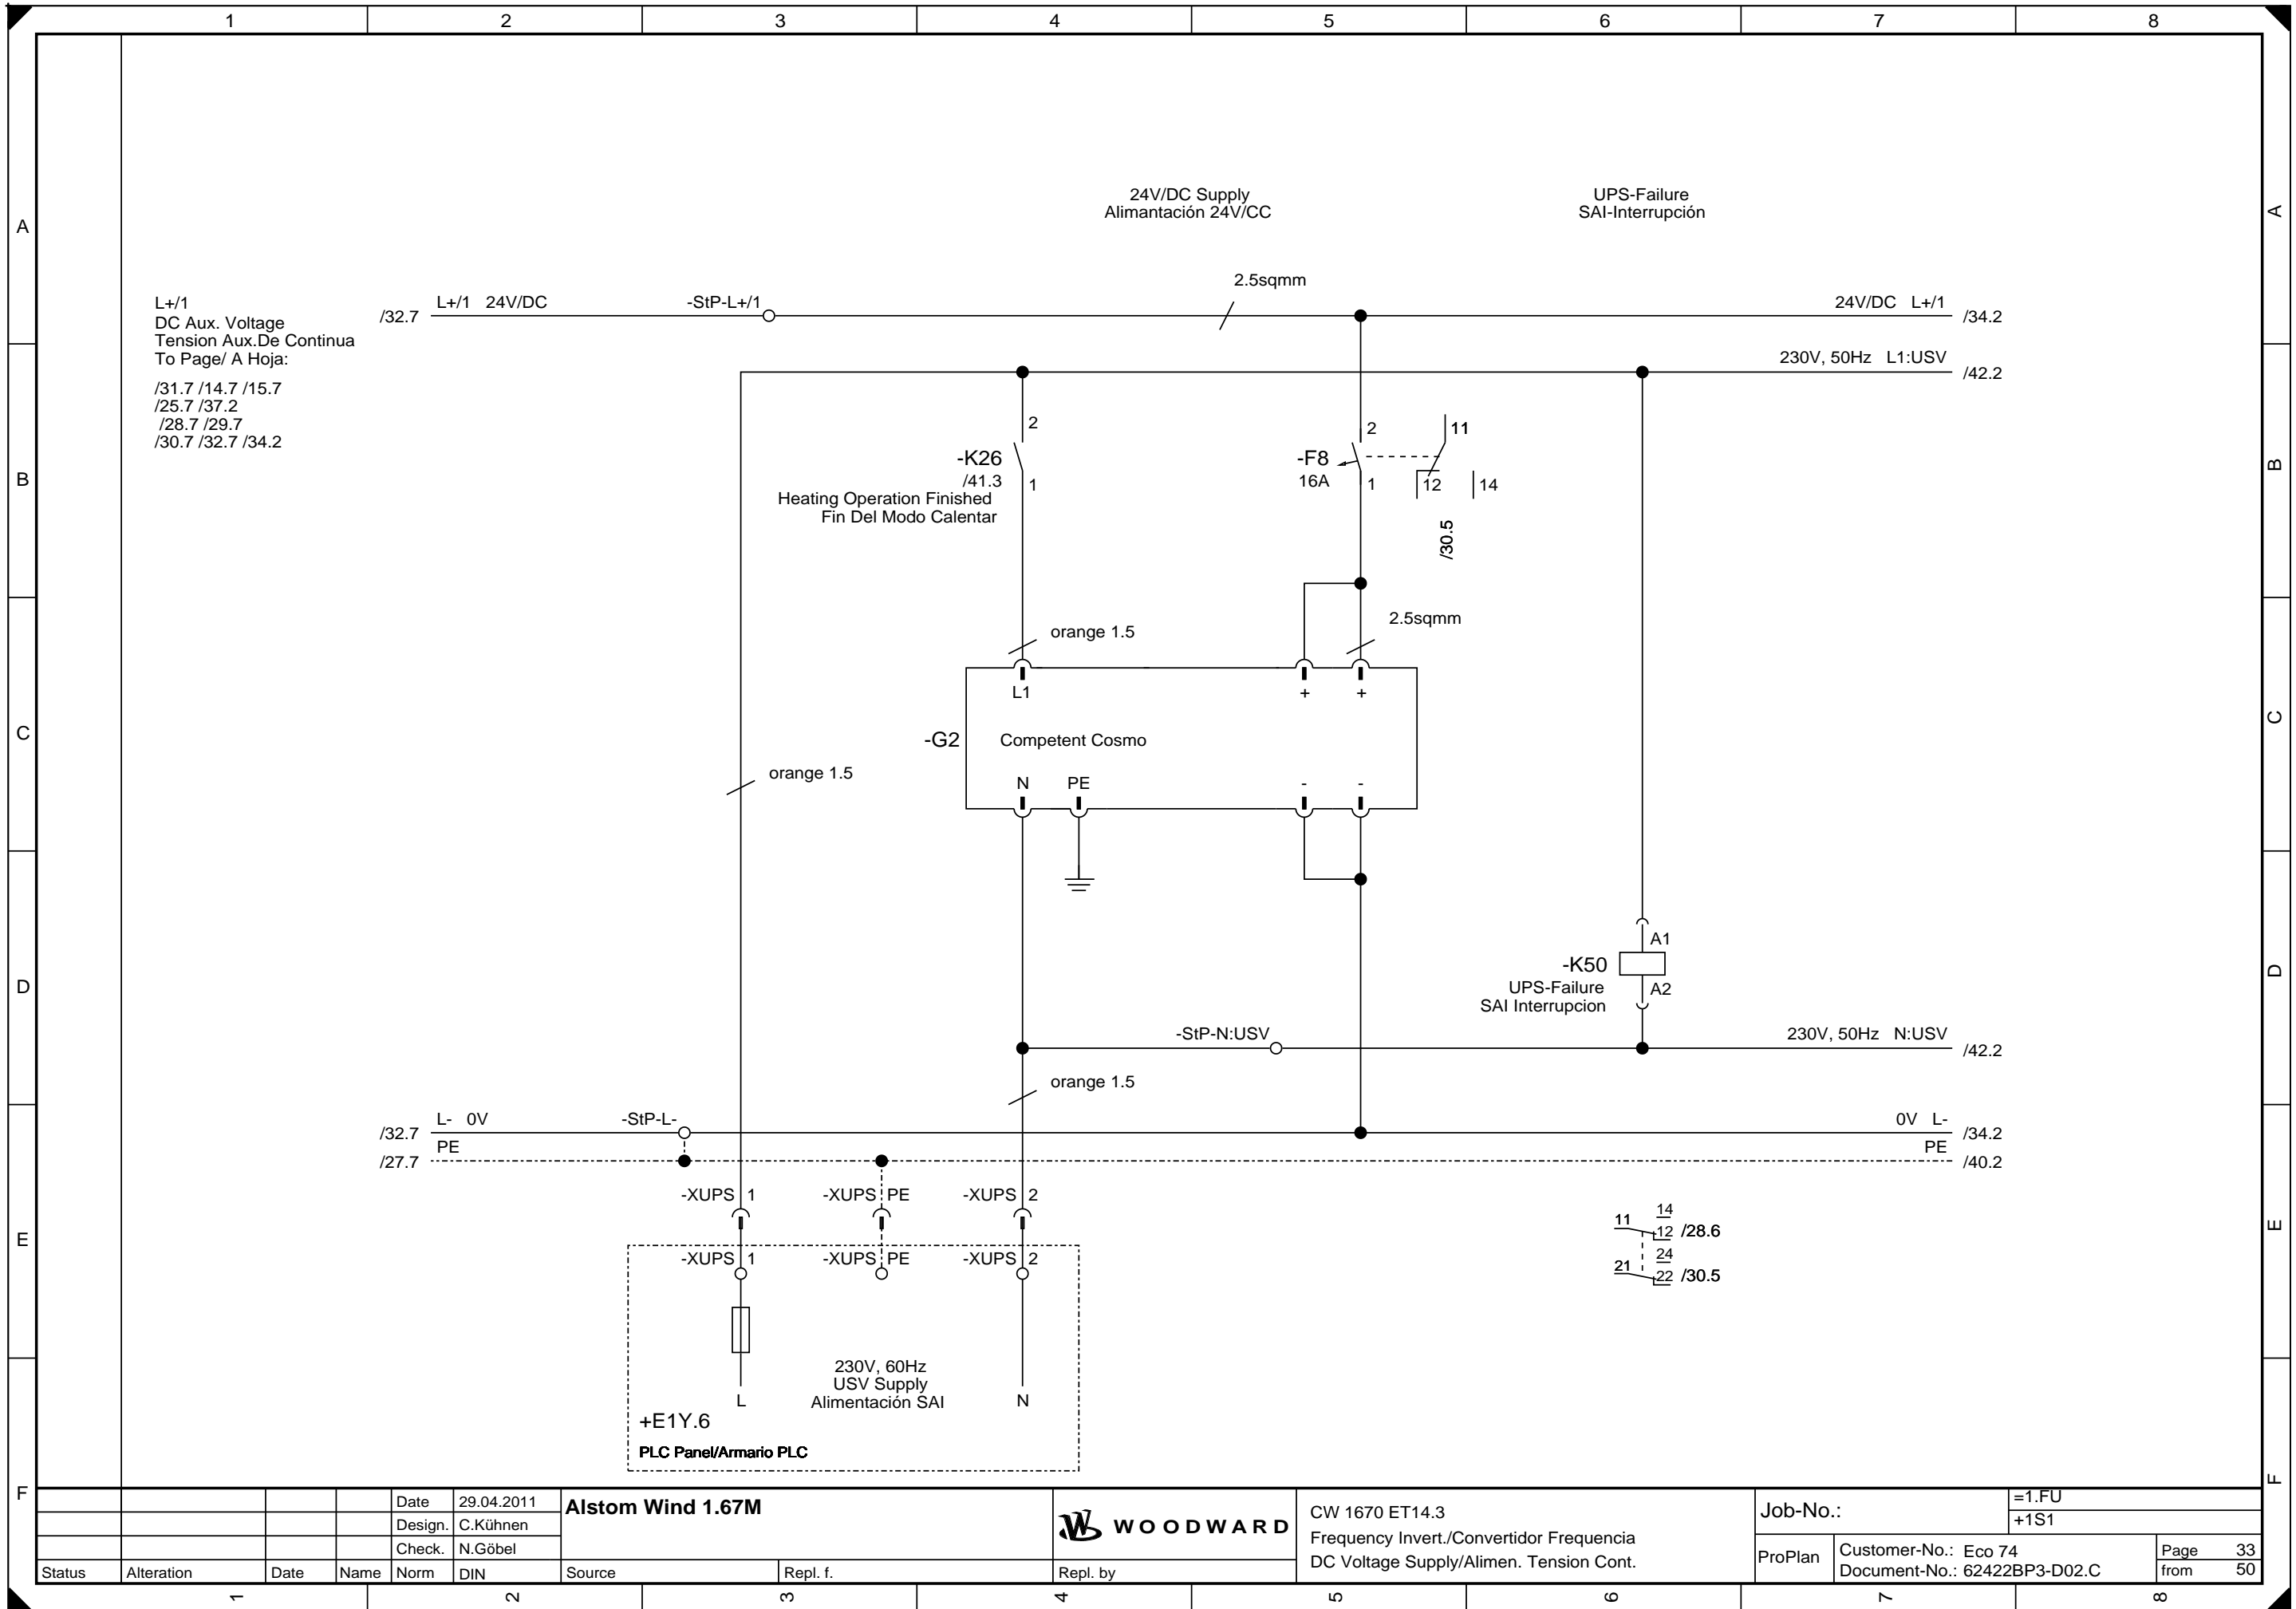 1 2 3 4 5 6 7 8
24V/DC Supply
Alimantación 24V/CC
UPS-Failure
SAI-Interrupción
A A
2.5sqmm
L+/1
DC Aux. Voltage
Tension Aux.De Continua
To Page/ A Hoja:
/31.7 /14.7 /15.7
/25.7 /37.2
/28.7 /29.7
/30.7 /32.7 /34.2
/32.7 L+/1 24V/DC -StP-L+/1 24V/DC L+/1 /34.2
230V, 50Hz L1:USV /42.2
2 2 11
-K26 -F8
/41.3 1 16A 1 12 14
Heating Operation Finished
Fin Del Modo Calentar
/30.5
B B
orange 1.5 2.5sqmm
L1 + +
-G2 Competent Cosmo
C C
orange 1.5
N PE - -
A1
-K50
UPS-Failure A2
SAI Interrupcion
D D
-StP-N:USV 230V, 50Hz N:USV /42.2
orange 1.5
/32.7 L- 0V -StP-L- 0V L- /34.2
/27.7 PE PE /40.2
-XUPS 1 -XUPS PE -XUPS 2
14
11 12 /28.6
24
21 22 /30.5
E E
-XUPS 1 -XUPS PE -XUPS 2
230V, 60Hz
USV Supply
Alimentación SAI
L N
+E1Y.6
PLC Panel/Armario PLC
F F
Date 29.04.2011
Design. C.Kühnen
Check. N.Göbel
Status Alteration Date Name Norm DIN
Alstom Wind 1.67M
Source Repl. f. Repl. by
W WOODWARD
CW 1670 ET14.3
Frequency Invert./Convertidor Frequencia
DC Voltage Supply/Alimen. Tension Cont.
Job-No.: =1.FU
+1S1
ProPlan Customer-No.: Eco 74
Document-No.: 62422BP3-D02.C
Page 33
from 50
1 2 3 4 5 6 7 8